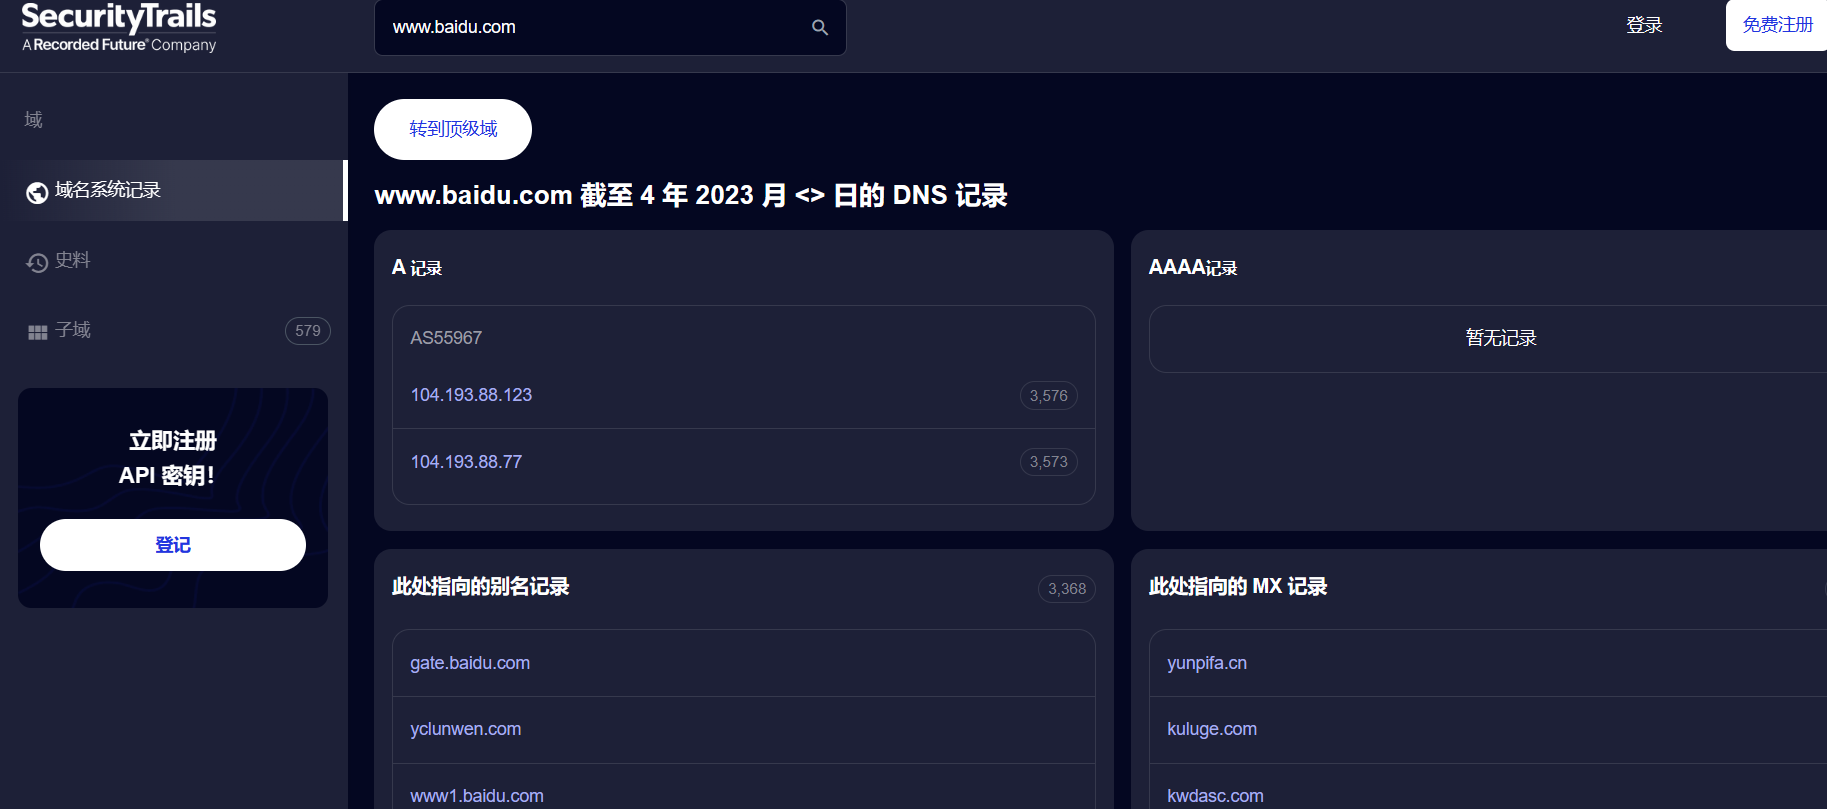 SecurityTrails
A Recorded Future® Company
www.baidu.com
登录
免费注册
域
域名系统记录
史料
子域
579
立即注册
API 密钥!
登记
转到顶级域
www.baidu.com 截至 4 年 2023 月 <> 日的 DNS 记录
A 记录
AS55967
104.193.88.123
3,576
104.193.88.77
3,573
AAAA记录
暂无记录
此处指向的别名记录
3,368
gate.baidu.com
yclunwen.com
www1.baidu.com
此处指向的 MX 记录
yunpifa.cn
kuluge.com
kwdasc.com